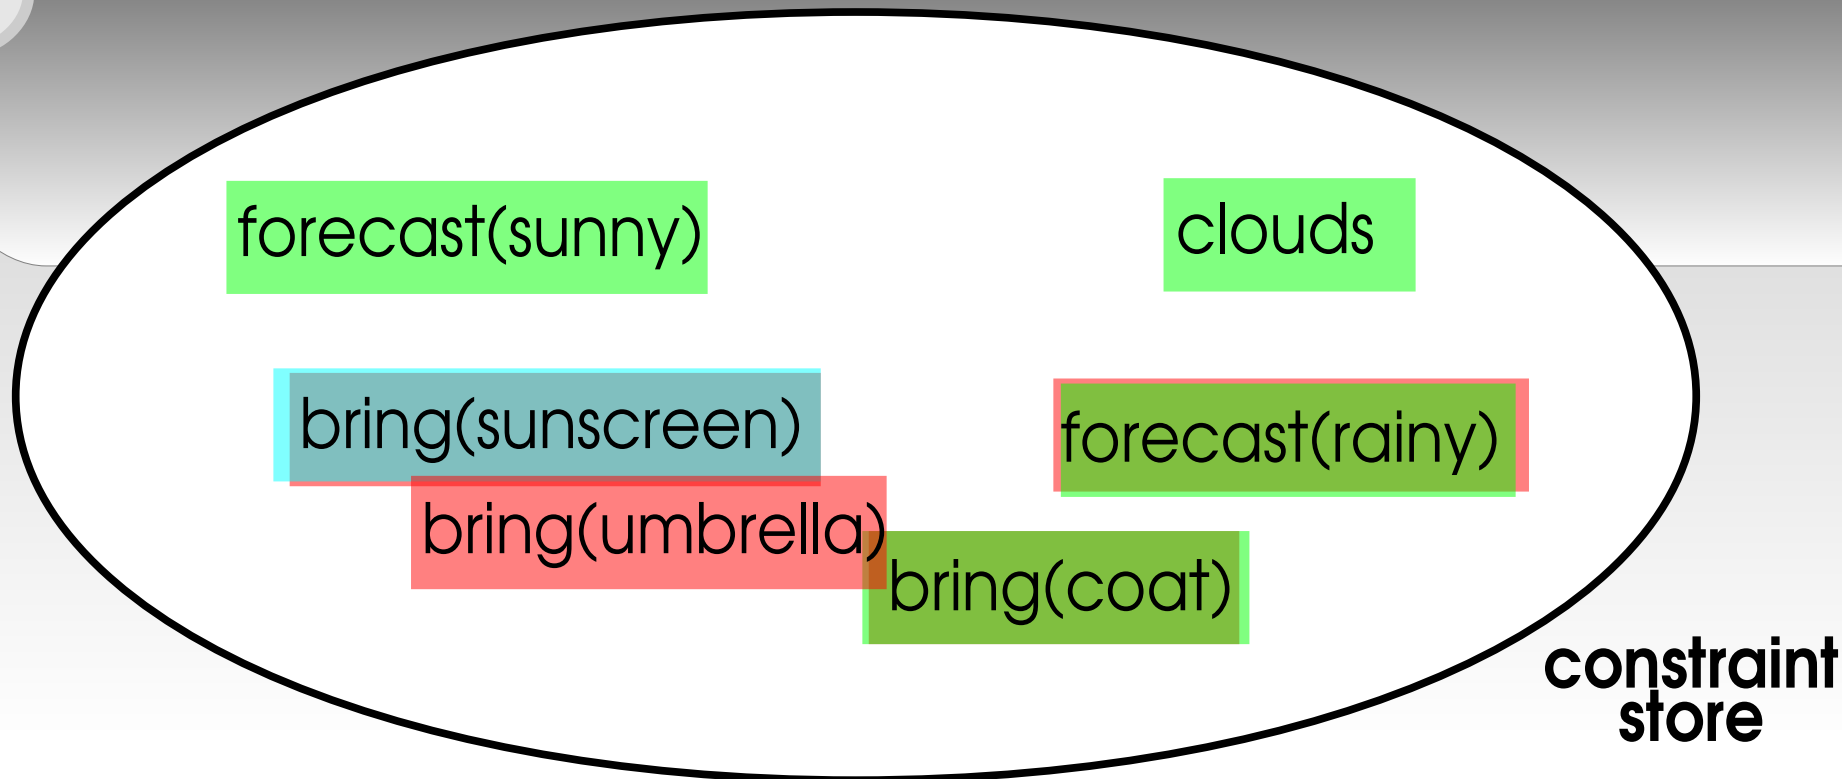 forecast(sunny)
clouds
bring(sunscreen)
forecast(rainy)
bring(umbrella)
bring(coat)
constraint
store